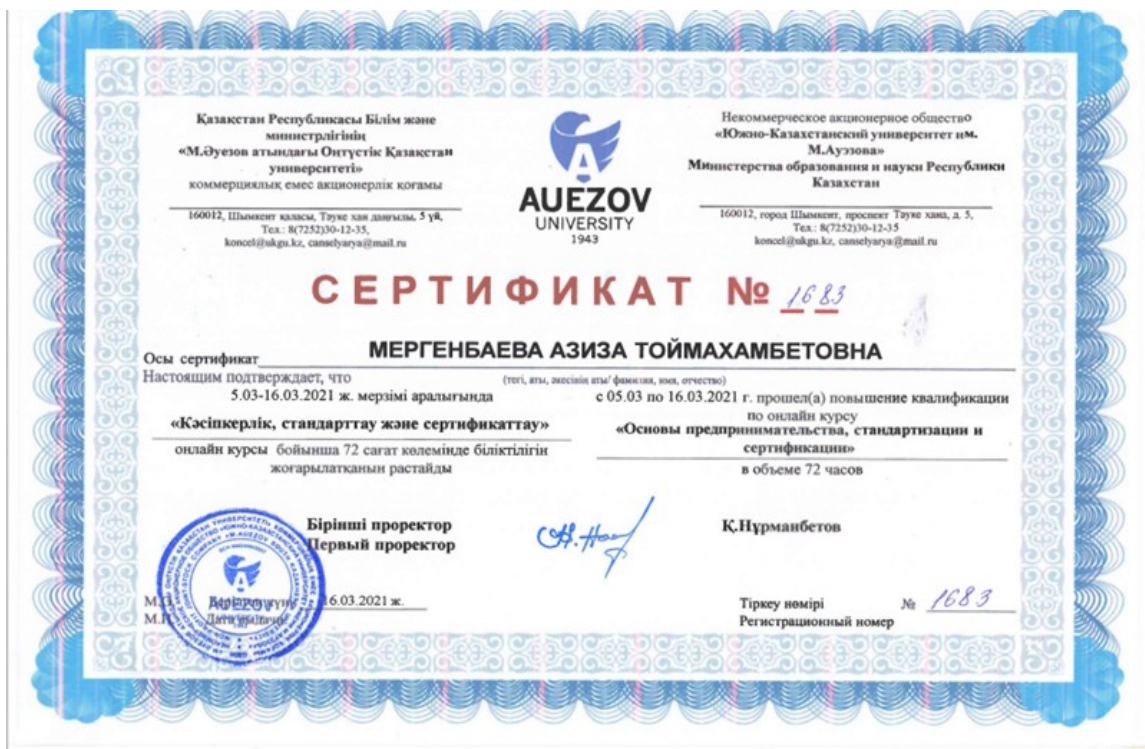 Қазақстан Республикасы Білім және
министрлігінің
«М.Әуезов атындағы Оңтүстік Қазақстан
университеті»
коммерциялық емес акционерлік қоғамы
160012, Шымкент қаласы, Тәуке хан даңғылы, 5 үй,
Тел.: 8(7252)30-12-35,
koncel@ukgu.kz, canselyarya@mail.ru
AUEZOV
UNIVERSITY
1943
Некоммерческое акционерное общество
«Южно-Казахстанский университет им.
М.Ауэзова»
Министерства образования и науки Республики
Казахстан
160012, город Шымкент, проспект Тауке хана, д. 5,
Тел.: 8(7252)30-12-35
koncel@ukgu.kz, canselyarya@mail.ru
СЕРТИФИКАТ № 1683
Осы сертификат МЕРГЕНБАЕВА АЗИЗА ТОЙМАХАМБЕТОВНА
Настоящим подтверждает, что (тегі, аты, әкесінің аты/ фамилия, имя, отчество)
5.03-16.03.2021 ж. мерзімі аралығында
«Кәсіпкерлік, стандарттау және сертификаттау»
онлайн курсы бойынша 72 сағат көлемінде біліктілігін
жоғарылатқанын растайды
с 05.03 по 16.03.2021 г. прошел(а) повышение квалификации
по онлайн курсу
«Основы предпринимательства, стандартизации и
сертификации»
в объеме 72 часов
Бірінші проректор
Первый проректор
Қ.Нұрманбетов
М.О. Берілген күні 16.03.2021 ж.
М.П. Дата выдачи
Тіркеу нөмірі № 1683
Регистрационный номер